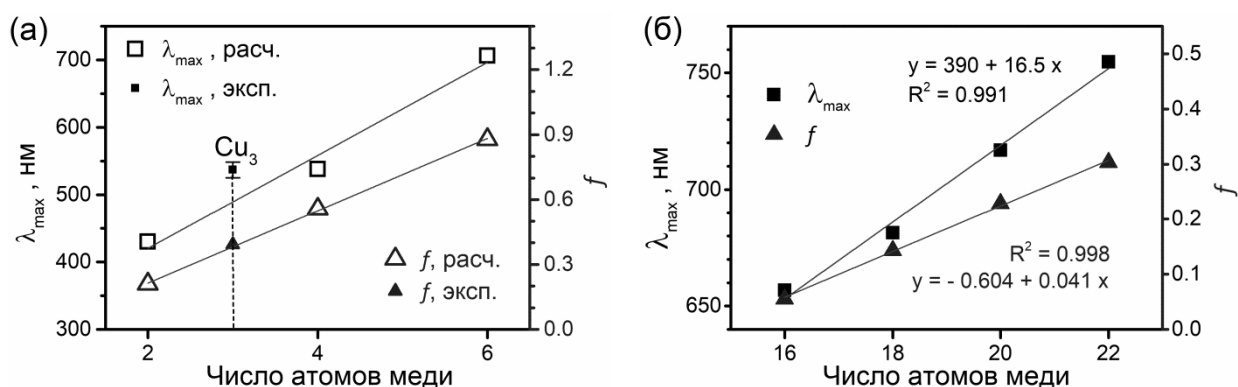 (а)
λmax , расч.
λmax , эксп.
Cu3
f, расч.
f, эксп.
700
600
500
400
300
λmax , нм
1.2
0.9
0.6
0.3
0.0
f
2
4
6
Число атомов меди
(б)
y = 390 + 16.5 x
R² = 0.991
λmax
f
R² = 0.998
y = - 0.604 + 0.041 x
750
700
650
λmax , нм
0.5
0.4
0.3
0.2
0.1
0.0
f
16
18
20
22
Число атомов меди